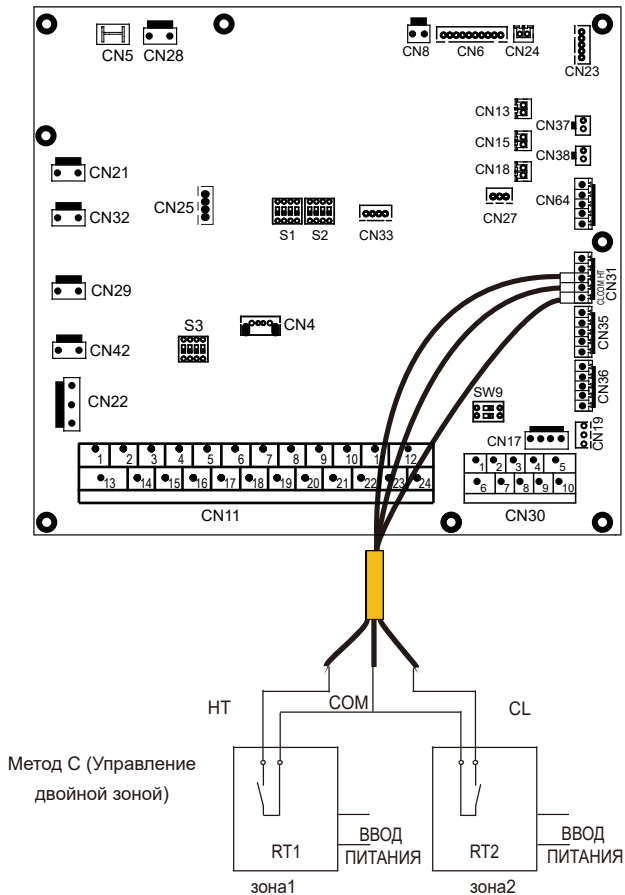 CN5
CN28
CN8
CN6
CN24
CN23
CN13
CN37
CN15
CN38
CN18
CN21
CN25
CN32
S1
S2
CN33
CN27
CN64
CN31
CL COM HT
CN29
CN4
CN35
S3
CN42
CN36
CN22
SW9
CN17
CN19
1 2 3 4 5 6 7 8 9 10 1 12
13 14 15 16 17 18 19 20 21 22 23 24
CN11
1 2 3 4 5
6 7 8 9 10
CN30
HT
COM
CL
Метод C (Управление
двойной зоной)
RT1
ВВОД
ПИТАНИЯ
RT2
ВВОД
ПИТАНИЯ
зона1
зона2